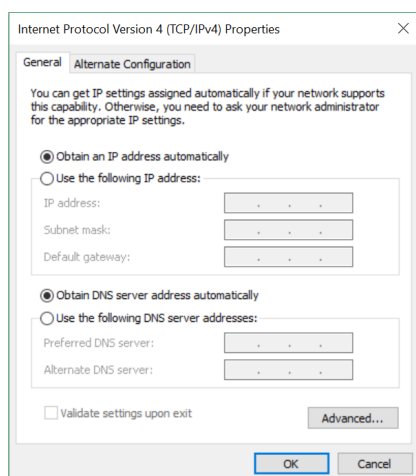 Internet Protocol Version 4 (TCP/IPv4) Properties
General
Alternate Configuration
You can get IP settings assigned automatically if your network supports
this capability. Otherwise, you need to ask your network administrator
for the appropriate IP settings.
Obtain an IP address automatically
Use the following IP address:
IP address:
Subnet mask:
Default gateway:
Obtain DNS server address automatically
Use the following DNS server addresses:
Preferred DNS server:
Alternate DNS server:
Validate settings upon exit
Advanced...
OK
Cancel